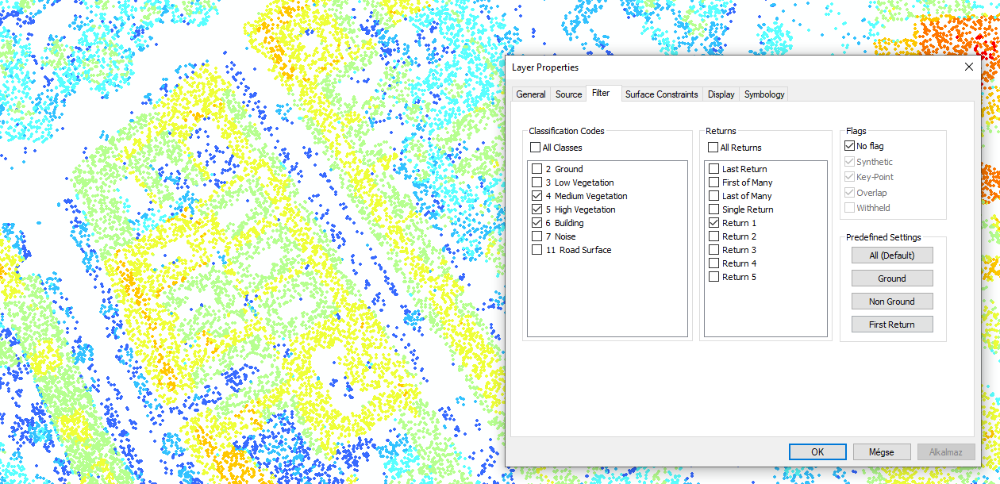 Layer Properties
General Source Filter Surface Constraints Display Symbology
Classification Codes
All Classes
2 Ground
3 Low Vegetation
4 Medium Vegetation
5 High Vegetation
6 Building
7 Noise
11 Road Surface
Returns
All Returns
Last Return
First of Many
Last of Many
Single Return
Return 1
Return 2
Return 3
Return 4
Return 5
Flags
No flag
Synthetic
Key-Point
Overlap
Withheld
Predefined Settings
All (Default)
Ground
Non Ground
First Return
OK Mégse Alkalmaz